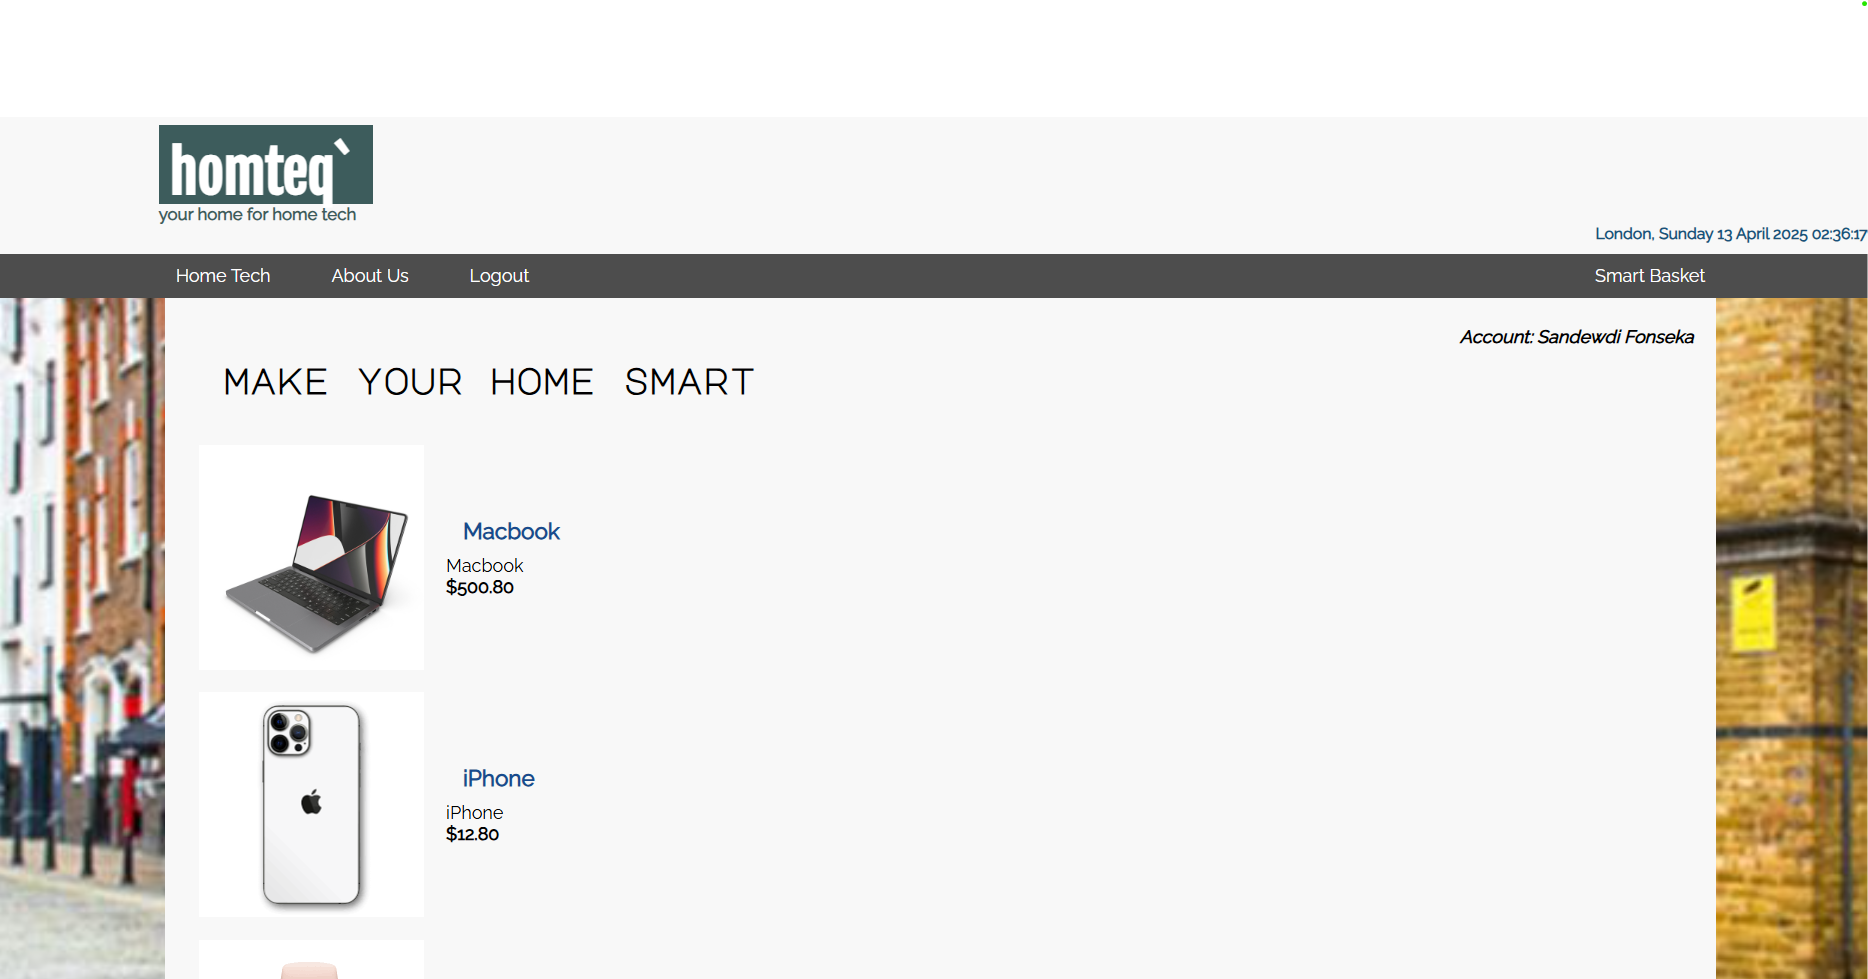 homteq`
your home for home tech
London, Sunday 13 April 2025 02:36:17
Home Tech About Us Logout Smart Basket
Account: Sandewdi Fonseka
MAKE YOUR HOME SMART
Macbook
Macbook
$500.80
iPhone
iPhone
$12.80